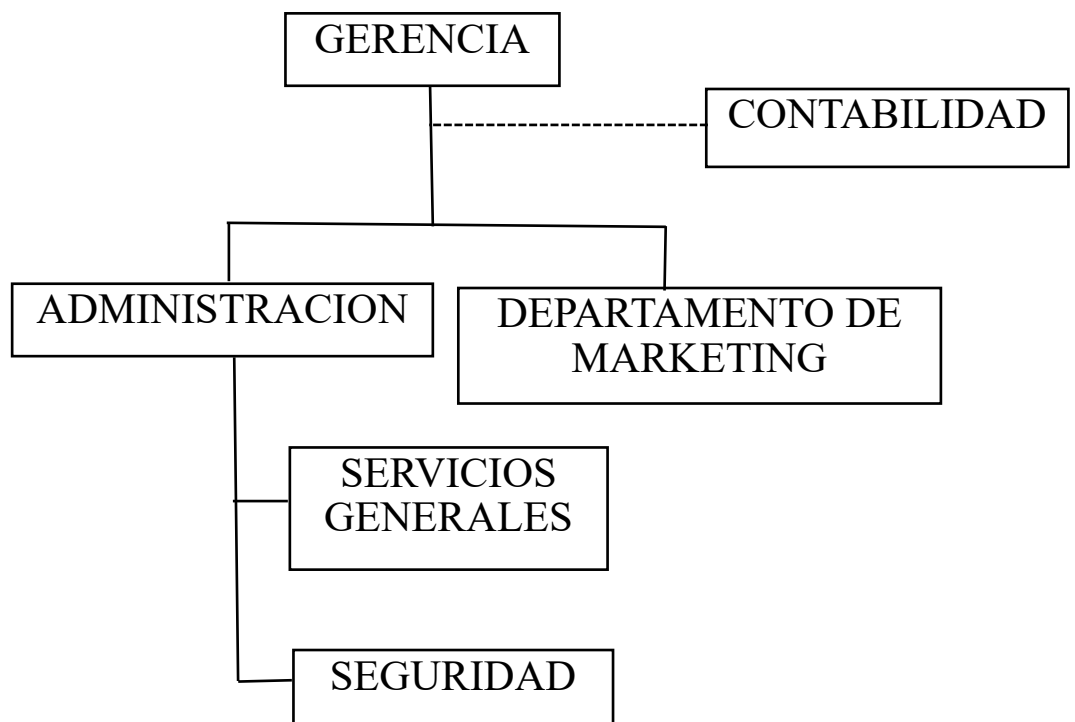 GERENCIA
CONTABILIDAD
ADMINISTRACION
DEPARTAMENTO DE
MARKETING
SERVICIOS
GENERALES
SEGURIDAD